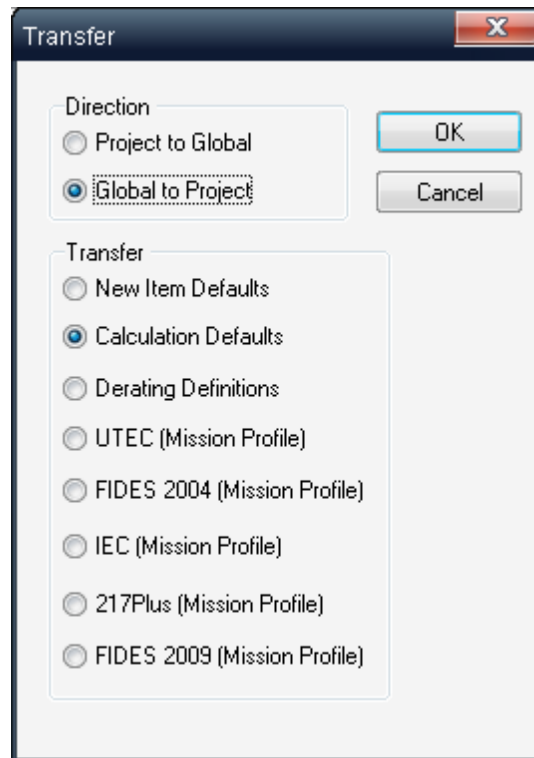 Transfer
Direction
Project to Global
Global to Project
OK
Cancel
Transfer
New Item Defaults
Calculation Defaults
Derating Definitions
UTEC (Mission Profile)
FIDES 2004 (Mission Profile)
IEC (Mission Profile)
217Plus (Mission Profile)
FIDES 2009 (Mission Profile)